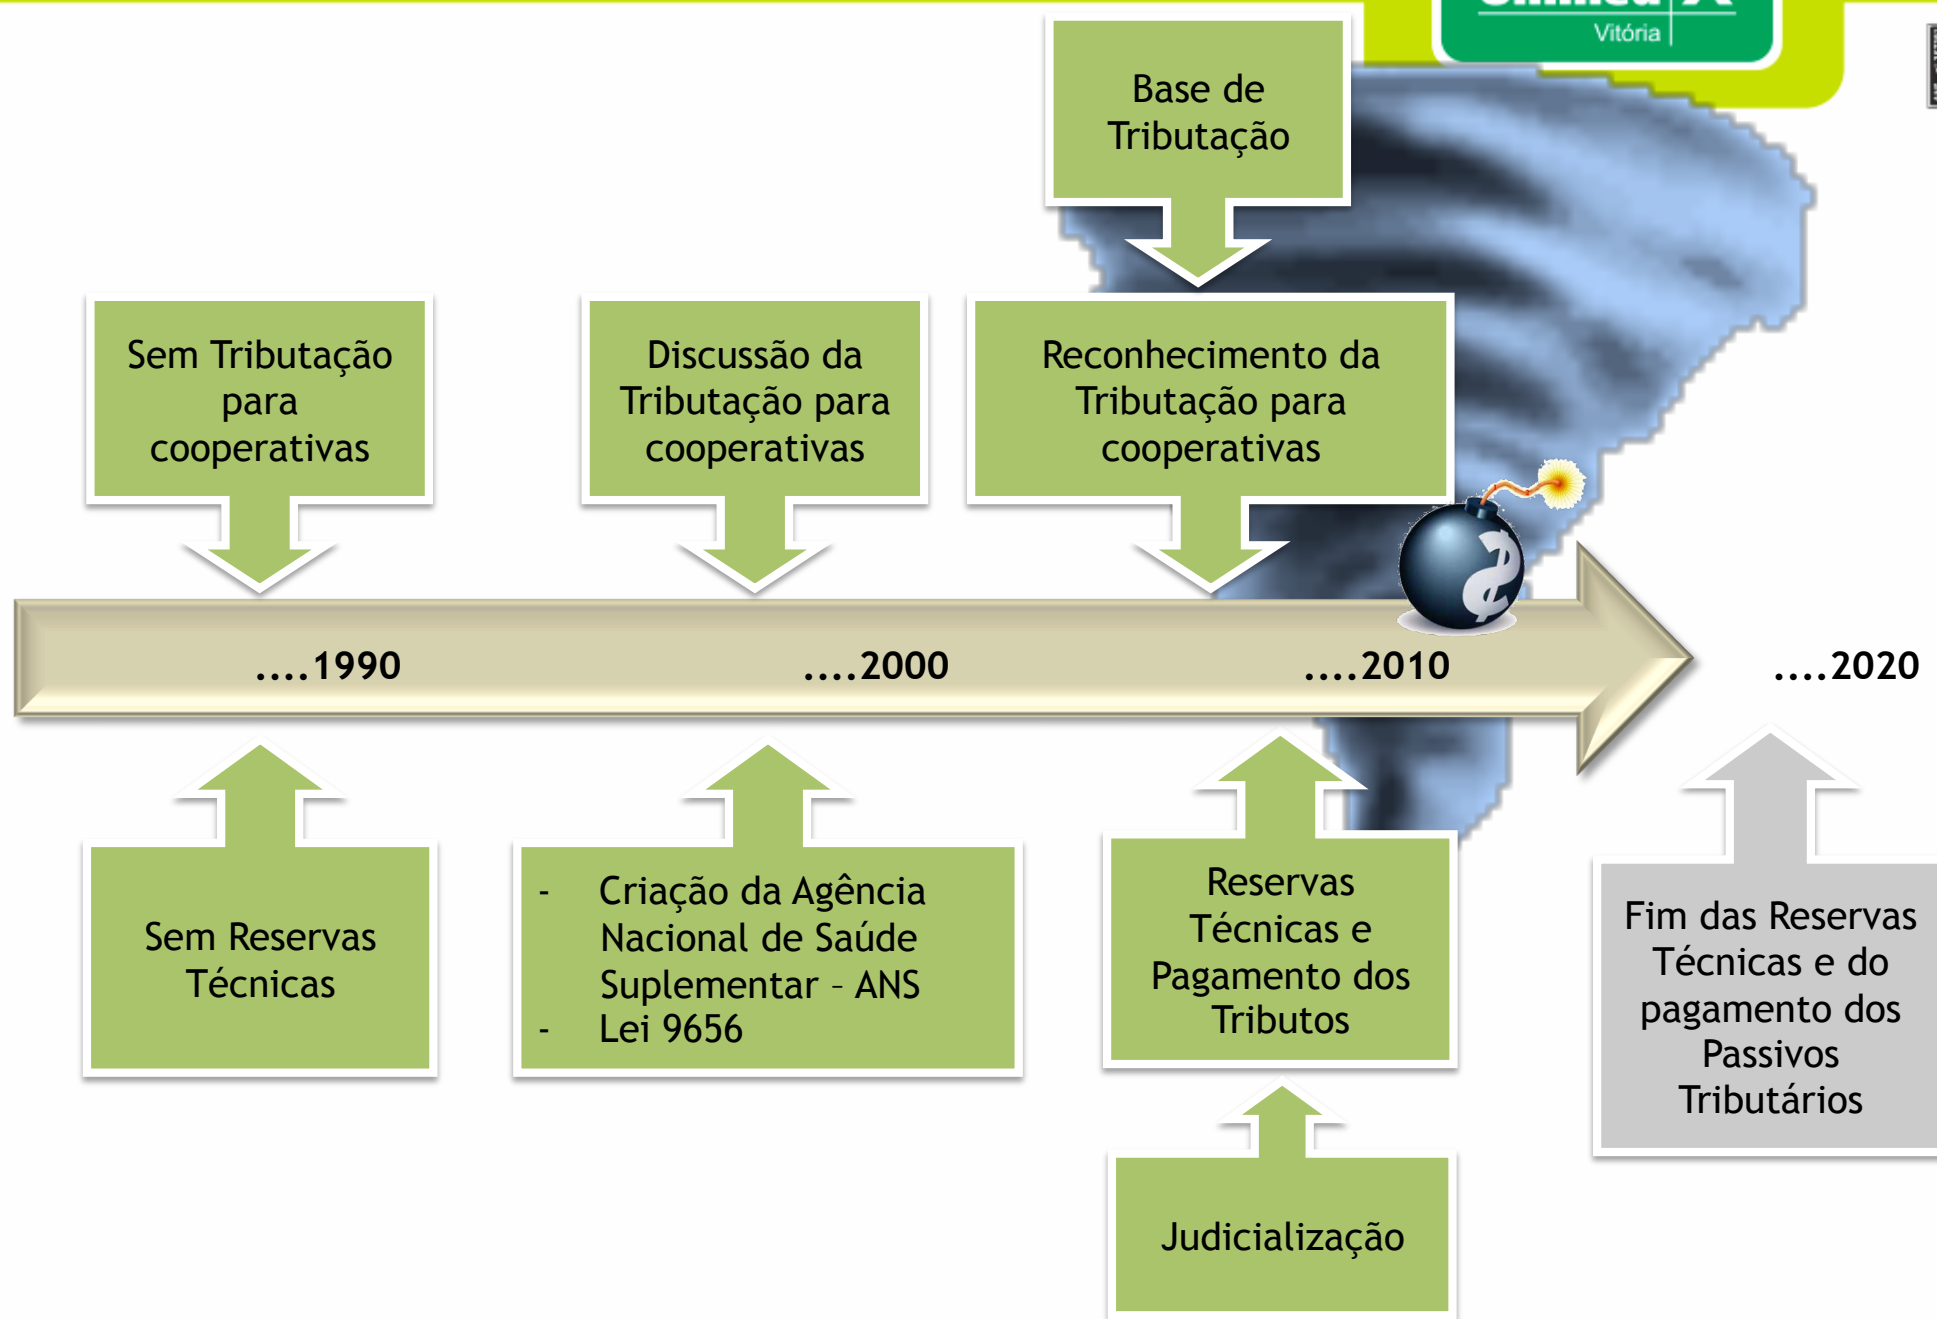 Vitória
Base de
Tributação
Sem Tributação
para
cooperativas
Discussão da
Tributação para
cooperativas
Reconhecimento da
Tributação para
cooperativas
....1990
....2000
....2010
....2020
Sem Reservas
Técnicas
- Criação da Agência
Nacional de Saúde
Suplementar – ANS
- Lei 9656
Reservas
Técnicas e
Pagamento dos
Tributos
Fim das Reservas
Técnicas e do
pagamento dos
Passivos
Tributários
Judicialização